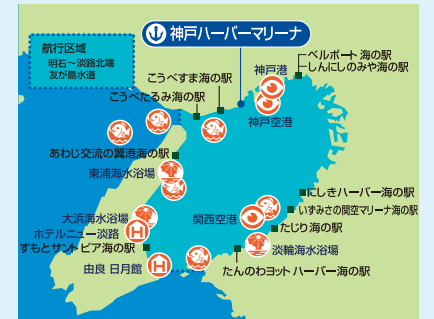 神戸ハーバーマリーナ
航行区域
明石～淡路北端
友が島水道
ベルポート 海の駅
しんにしのみや海の駅
神戸港
こうべすま海の駅
こうべたるみ海の駅
神戸空港
あわじ交流の翼港海の駅
東浦海水浴場
にしきハーバー海の駅
大浜海水浴場
関西空港
いずみさの関空マリーナ海の駅
ホテルニュー淡路
H
たじり海の駅
すもとサントピア海の駅
淡輪海水浴場
由良 日月館
H
たんのわヨット ハーバー海の駅